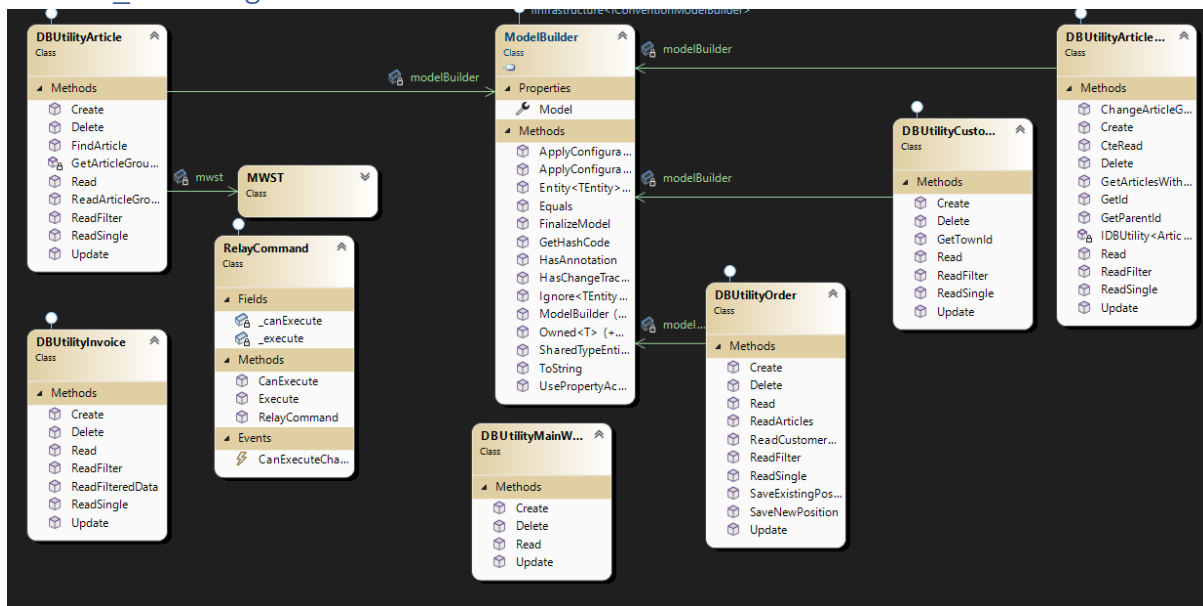 IInfrastructure<IConventionModelBuilder>
DBUtilityArticle
Class
Methods
Create
Delete
FindArticle
GetArticleGrou...
Read
ReadArticleGro...
ReadFilter
ReadSingle
Update
modelBuilder
mwst
MWST
Class
RelayCommand
Class
Fields
_canExecute
_execute
Methods
CanExecute
Execute
RelayCommand
Events
CanExecuteCha...
DBUtilityInvoice
Class
Methods
Create
Delete
Read
ReadFilter
ReadFilteredData
ReadSingle
Update
ModelBuilder
Class
Properties
Model
Methods
ApplyConfigura...
ApplyConfigura...
Entity<TEntity>...
Equals
FinalizeModel
GetHashCode
HasAnnotation
HasChangeTrac...
Ignore<TEntity...
ModelBuilder (...
Owned<T> (+...
SharedTypeEnti...
ToString
UsePropertyAc...
DBUtilityMainW...
Class
Methods
Create
Delete
Read
Update
modelBuilder
modelBuilder
model...
DBUtilityOrder
Class
Methods
Create
Delete
Read
ReadArticles
ReadCustomer...
ReadFilter
ReadSingle
SaveExistingPos...
SaveNewPosition
Update
DBUtilityCusto...
Class
Methods
Create
Delete
GetTownId
Read
ReadFilter
ReadSingle
Update
DBUtilityArticle...
Class
Methods
ChangeArticleG...
Create
CteRead
Delete
GetArticlesWith...
GetId
GetParentId
IDBUtility<Artic...
Read
ReadFilter
ReadSingle
Update